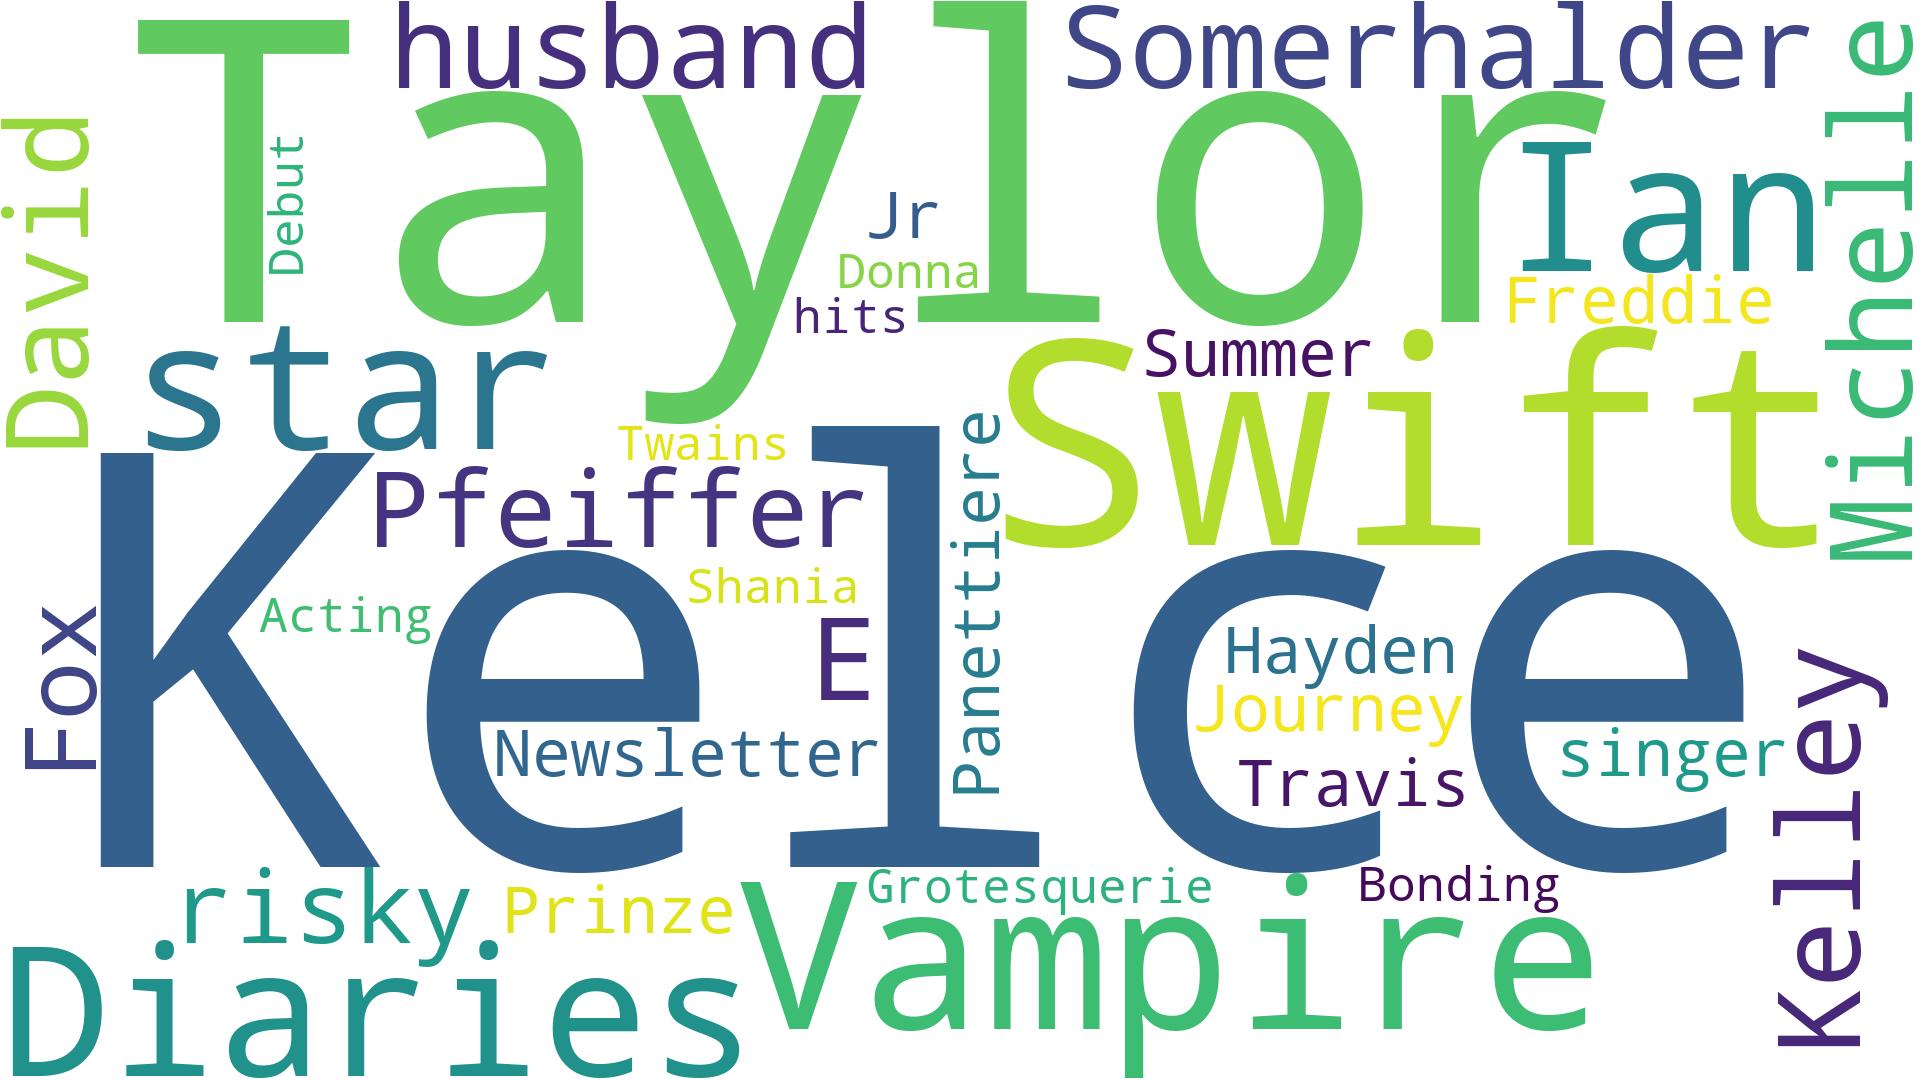 husband
Somerhalder
Taylor
David
Debut
Michelle
Ian
Jr
Donna
Freddie
hits
Summer
star
Swift
Twains
Panettiere
Pfeiffer
Kelce
Shania
Acting
Fox
E
Hayden
Journey
Newsletter
singer
Travis
Kelley
risky
Prinze
Grotesquerie
Bonding
Vampire
Diaries